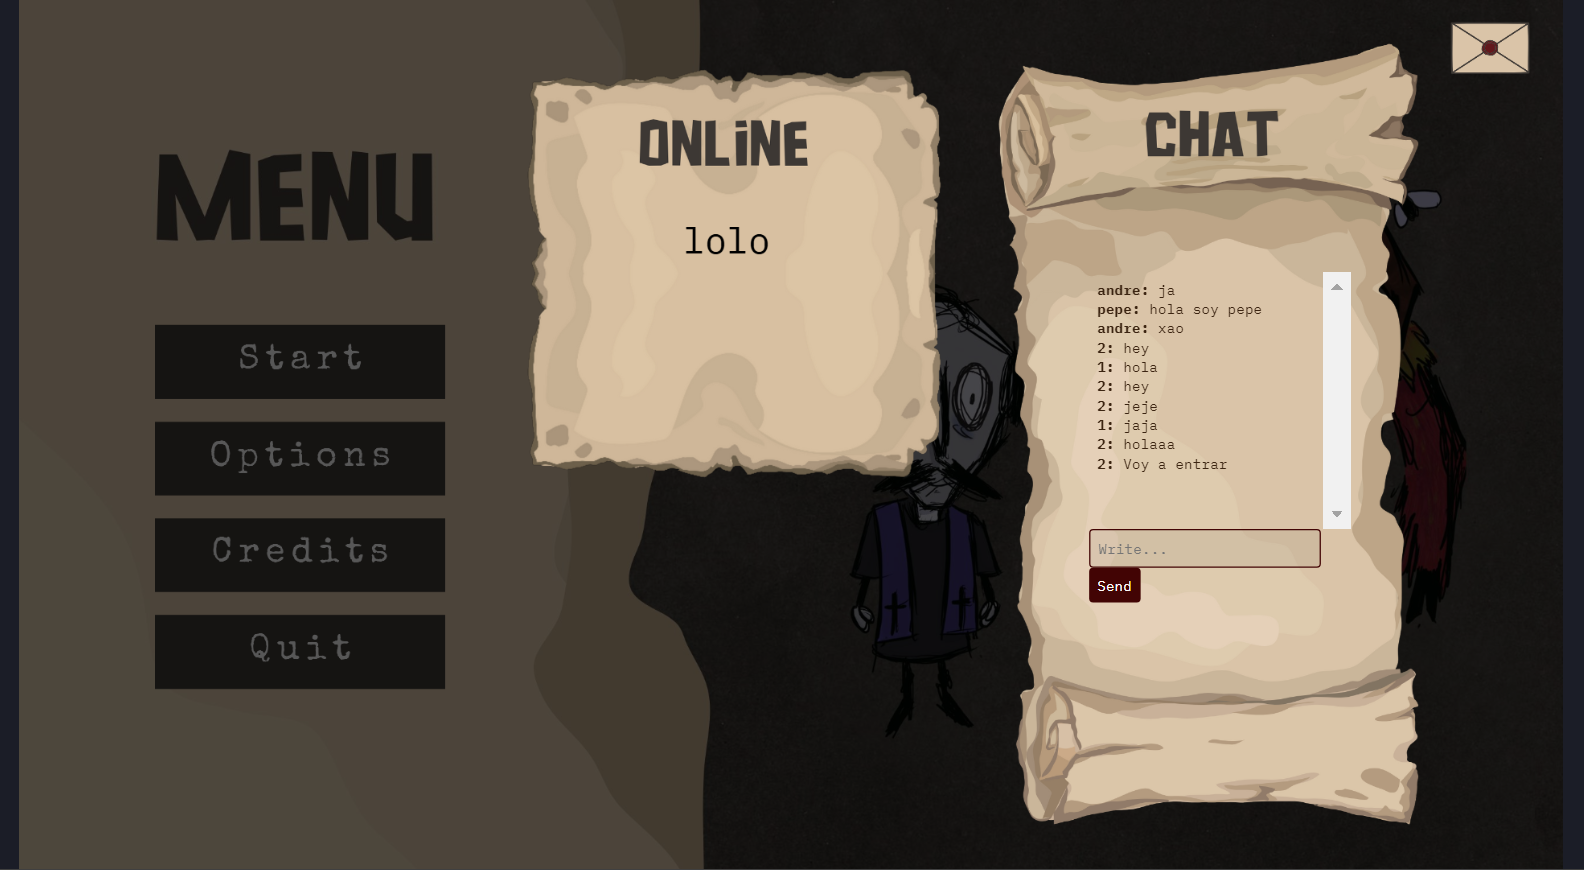 MENU
Start
Options
Credits
Quit
ONLiNE
lolo
CHAT
andre: ja
pepe: hola soy pepe
andre: xao
2: hey
1: hola
2: hey
2: jeje
1: jaja
2: holaaa
2: Voy a entrar
Write...
Send